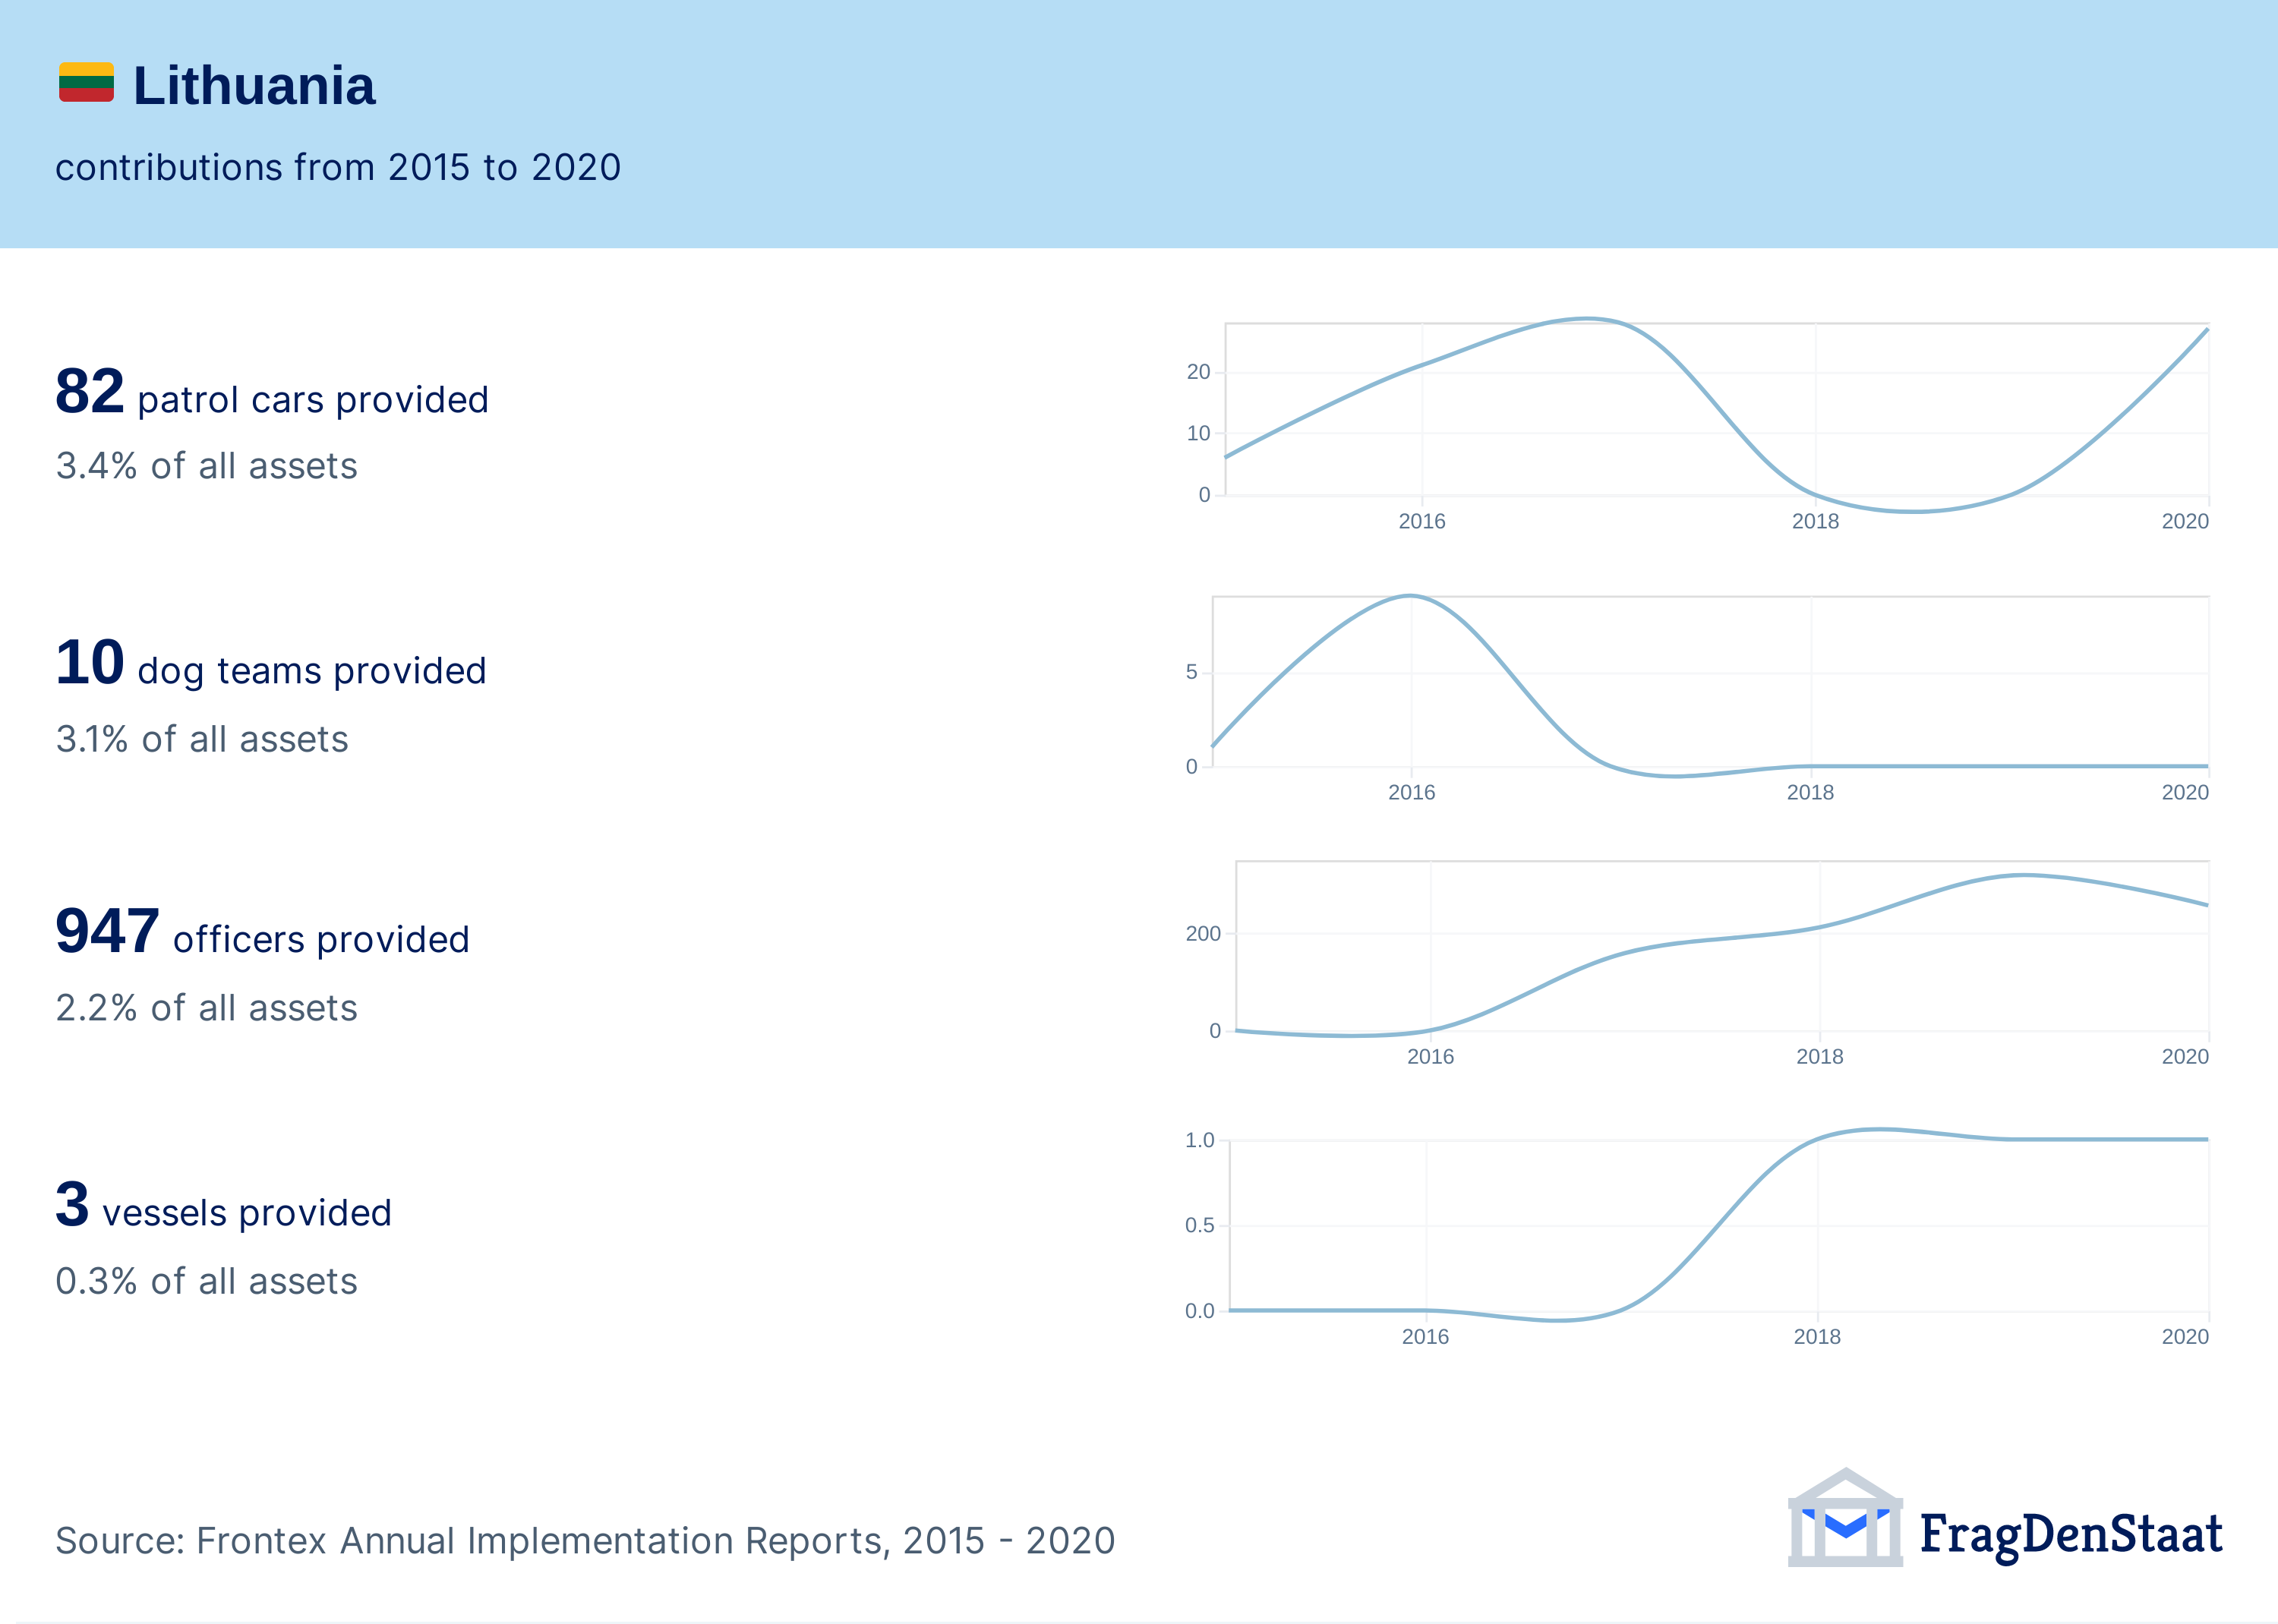 Lithuania
contributions from 2015 to 2020
82 patrol cars provided
3.4% of all assets
20
10
0
2016
2018
2020
10 dog teams provided
3.1% of all assets
5
0
2016
2018
2020
947 officers provided
2.2% of all assets
200
0
2016
2018
2020
3 vessels provided
0.3% of all assets
1.0
0.5
0.0
2016
2018
2020
Source: Frontex Annual Implementation Reports, 2015 - 2020
FragDenStaat